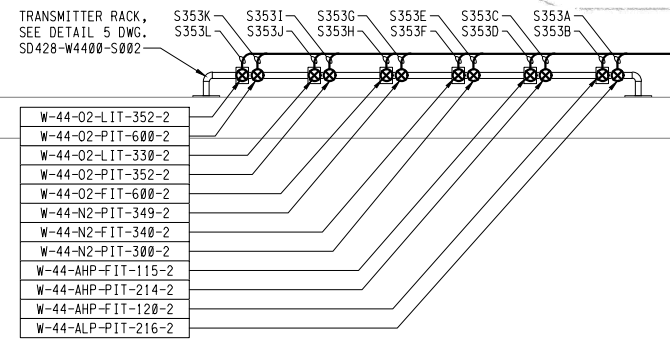 TRANSMITTER RACK,
SEE DETAIL 5 DWG.
SD428-W4400-S002
S353K S353I S353G S353E S353C S353A
S353L S353J S353H S353F S353D S353B
W-44-O2-LIT-352-2
W-44-O2-PIT-600-2
W-44-O2-LIT-330-2
W-44-O2-PIT-352-2
W-44-O2-FIT-600-2
W-44-N2-PIT-349-2
W-44-N2-FIT-340-2
W-44-N2-PIT-300-2
W-44-AHP-FIT-115-2
W-44-AHP-PIT-214-2
W-44-AHP-FIT-120-2
W-44-ALP-PIT-216-2